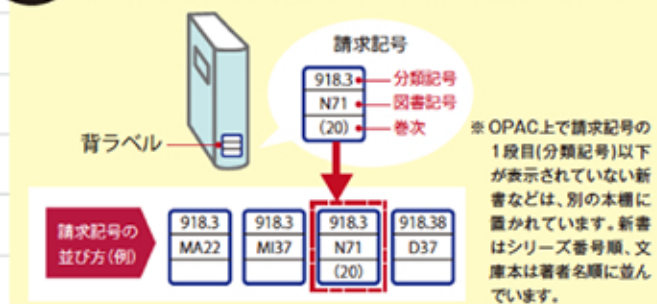 請求記号
918.3 分類記号
N71 図書記号
(20) 巻次
背ラベル
※OPAC上で請求記号の
1段目(分類記号)以下
が表示されていない新
書などは、別の本棚に
置かれています。新書
はシリーズ番号順、文
庫本は著者名順に並ん
でいます。
請求記号の
並び方(例)
918.3 918.3 918.3 918.38
MA22 MI37 N71 D37
(20)